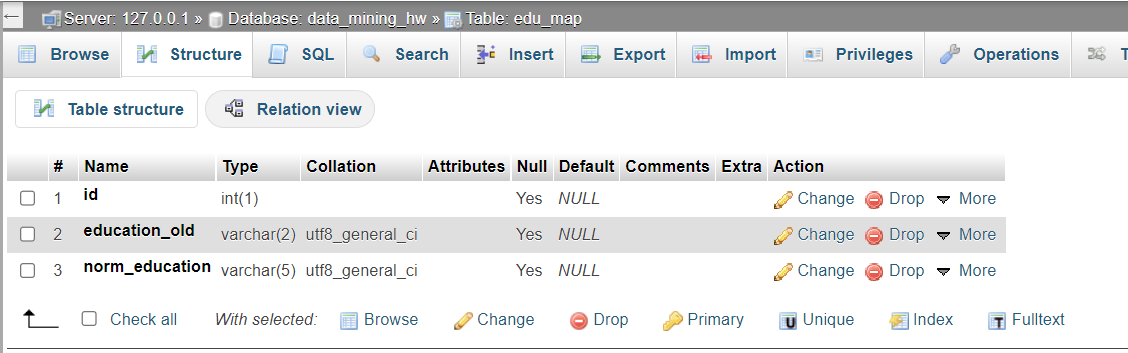 Server: 127.0.0.1 » Database: data_mining_hw » Table: edu_map
Browse Structure SQL Search Insert Export Import Privileges Operations T
Table structure Relation view
# Name Type Collation Attributes Null Default Comments Extra Action
1 id int(1) Yes NULL Change Drop More
2 education_old varchar(2) utf8_general_ci Yes NULL Change Drop More
3 norm_education varchar(5) utf8_general_ci Yes NULL Change Drop More
Check all With selected: Browse Change Drop Primary Unique Index Fulltext